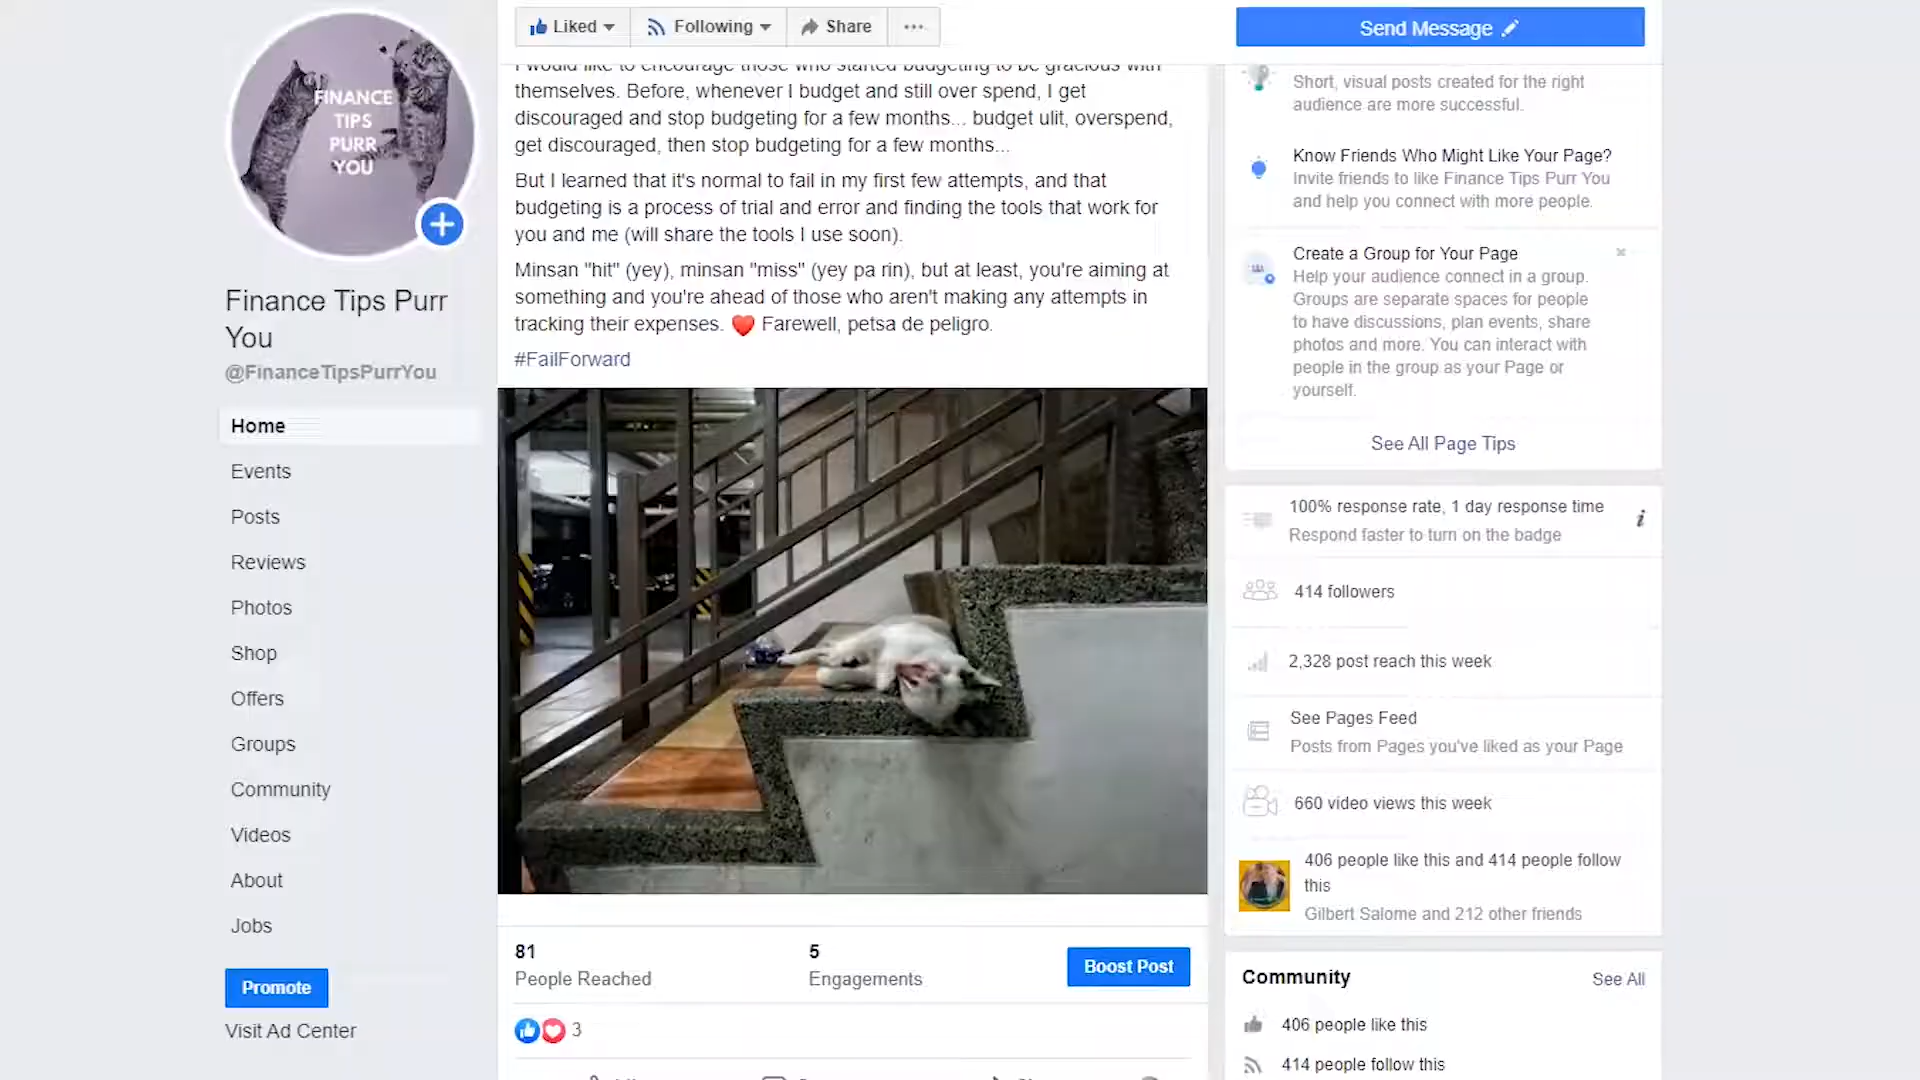 FINANCE
TIPS
PURR
YOU
Finance Tips Purr
You
@FinanceTipsPurrYou
Home
Events
Posts
Reviews
Photos
Shop
Offers
Groups
Community
Videos
About
Jobs
Promote
Visit Ad Center
Liked
Following
Share
I would like to encourage those who started budgeting to be gracious with
themselves. Before, whenever I budget and still over spend, I get
discouraged and stop budgeting for a few months... budget ulit, overspend,
get discouraged, then stop budgeting for a few months...
But I learned that it's normal to fail in my first few attempts, and that
budgeting is a process of trial and error and finding the tools that work for
you and me (will share the tools I use soon).
Minsan "hit" (yey), minsan "miss" (yey pa rin), but at least, you're aiming at
something and you're ahead of those who aren't making any attempts in
tracking their expenses. ❤️ Farewell, petsa de peligro.
#FailForward
81
People Reached
5
Engagements
Boost Post
3
Send Message
Short, visual posts created for the right
audience are more successful.
Know Friends Who Might Like Your Page?
Invite friends to like Finance Tips Purr You
and help you connect with more people.
Create a Group for Your Page
Help your audience connect in a group.
Groups are separate spaces for people
to have discussions, plan events, share
photos and more. You can interact with
people in the group as your Page or
yourself.
See All Page Tips
100% response rate, 1 day response time
Respond faster to turn on the badge
414 followers
2,328 post reach this week
See Pages Feed
Posts from Pages you've liked as your Page
660 video views this week
406 people like this and 414 people follow
this
Gilbert Salome and 212 other friends
Community
See All
406 people like this
414 people follow this